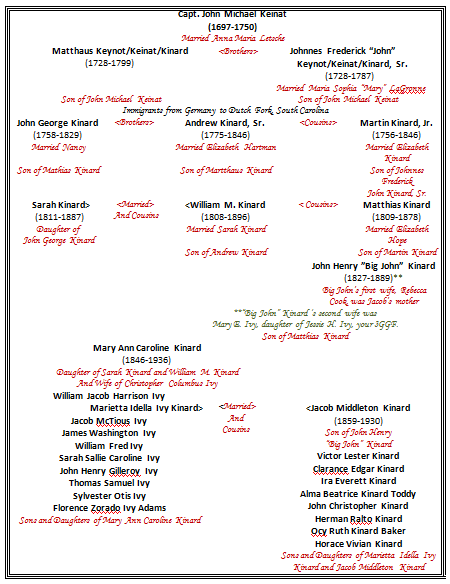 Capt. John Michael Keinat
(1697-1750)
Married Anna Maria Letsche
Matthaus Keynot/Keinat/Kinard <Brothers> Johnnes Frederick "John"
(1728-1799) Keynot/Keinat/Kinard, Sr.
(1728-1787)
Married Maria Sophia "Mary" LaGronne
Son of John Michael Keinat Son of John Michael Keinat
Immigrants from Germany to Dutch Fork, South Carolina
John George Kinard <Brothers> Andrew Kinard, Sr. <Cousins> Martin Kinard, Jr.
(1758-1829) (1775-1846) (1756-1846)
Married Nancy Married Elizabeth Hartman Married Elizabeth
Kinard
Son of Mathias Kinard Son of Martthaus Kinard Son of Johnnes
Frederick
John Kinard, Sr.
Sarah Kinard> <Married> <William M. Kinard < Cousins> Matthias Kinard
(1811-1887) And Cousins (1808-1896) (1809-1878)
Daughter of Married Sarah Kinard Married Elizabeth
John George Kinard Hope
Son of Andrew Kinard Son of Martin Kinard
John Henry "Big John" Kinard
(1827-1889)**
Big John's first wife, Rebecca
Cook was Jacob's mother
**"Big John" Kinard's second wife was
Mary E. Ivy, daughter of Jessie H. Ivy, your 3GGF.
Son of Matthias Kinard
Mary Ann Caroline Kinard
(1846-1936)
Daughter of Sarah Kinard and William M. Kinard
And Wife of Christopher Columbus Ivy
William Jacob Harrison Ivy
Marietta Idella Ivy Kinard> <Married> <Jacob Middleton Kinard
Jacob McTious Ivy And (1859-1930)
James Washington Ivy Cousins Son of John Henry
William Fred Ivy "Big John" Kinard
Sarah Sallie Caroline Ivy Victor Lester Kinard
John Henry Gilleroy Ivy Clarance Edgar Kinard
Thomas Samuel Ivy Ira Everett Kinard
Sylvester Otis Ivy Alma Beatrice Kinard Toddy
Florence Zorado Ivy Adams John Christopher Kinard
Sons and Daughters of Mary Ann Caroline Kinard Herman Ralto Kinard
Ocy Ruth Kinard Baker
Horace Vivian Kinard
Sons and Daughters of Marietta Idella Ivy
Kinard and Jacob Middleton Kinard